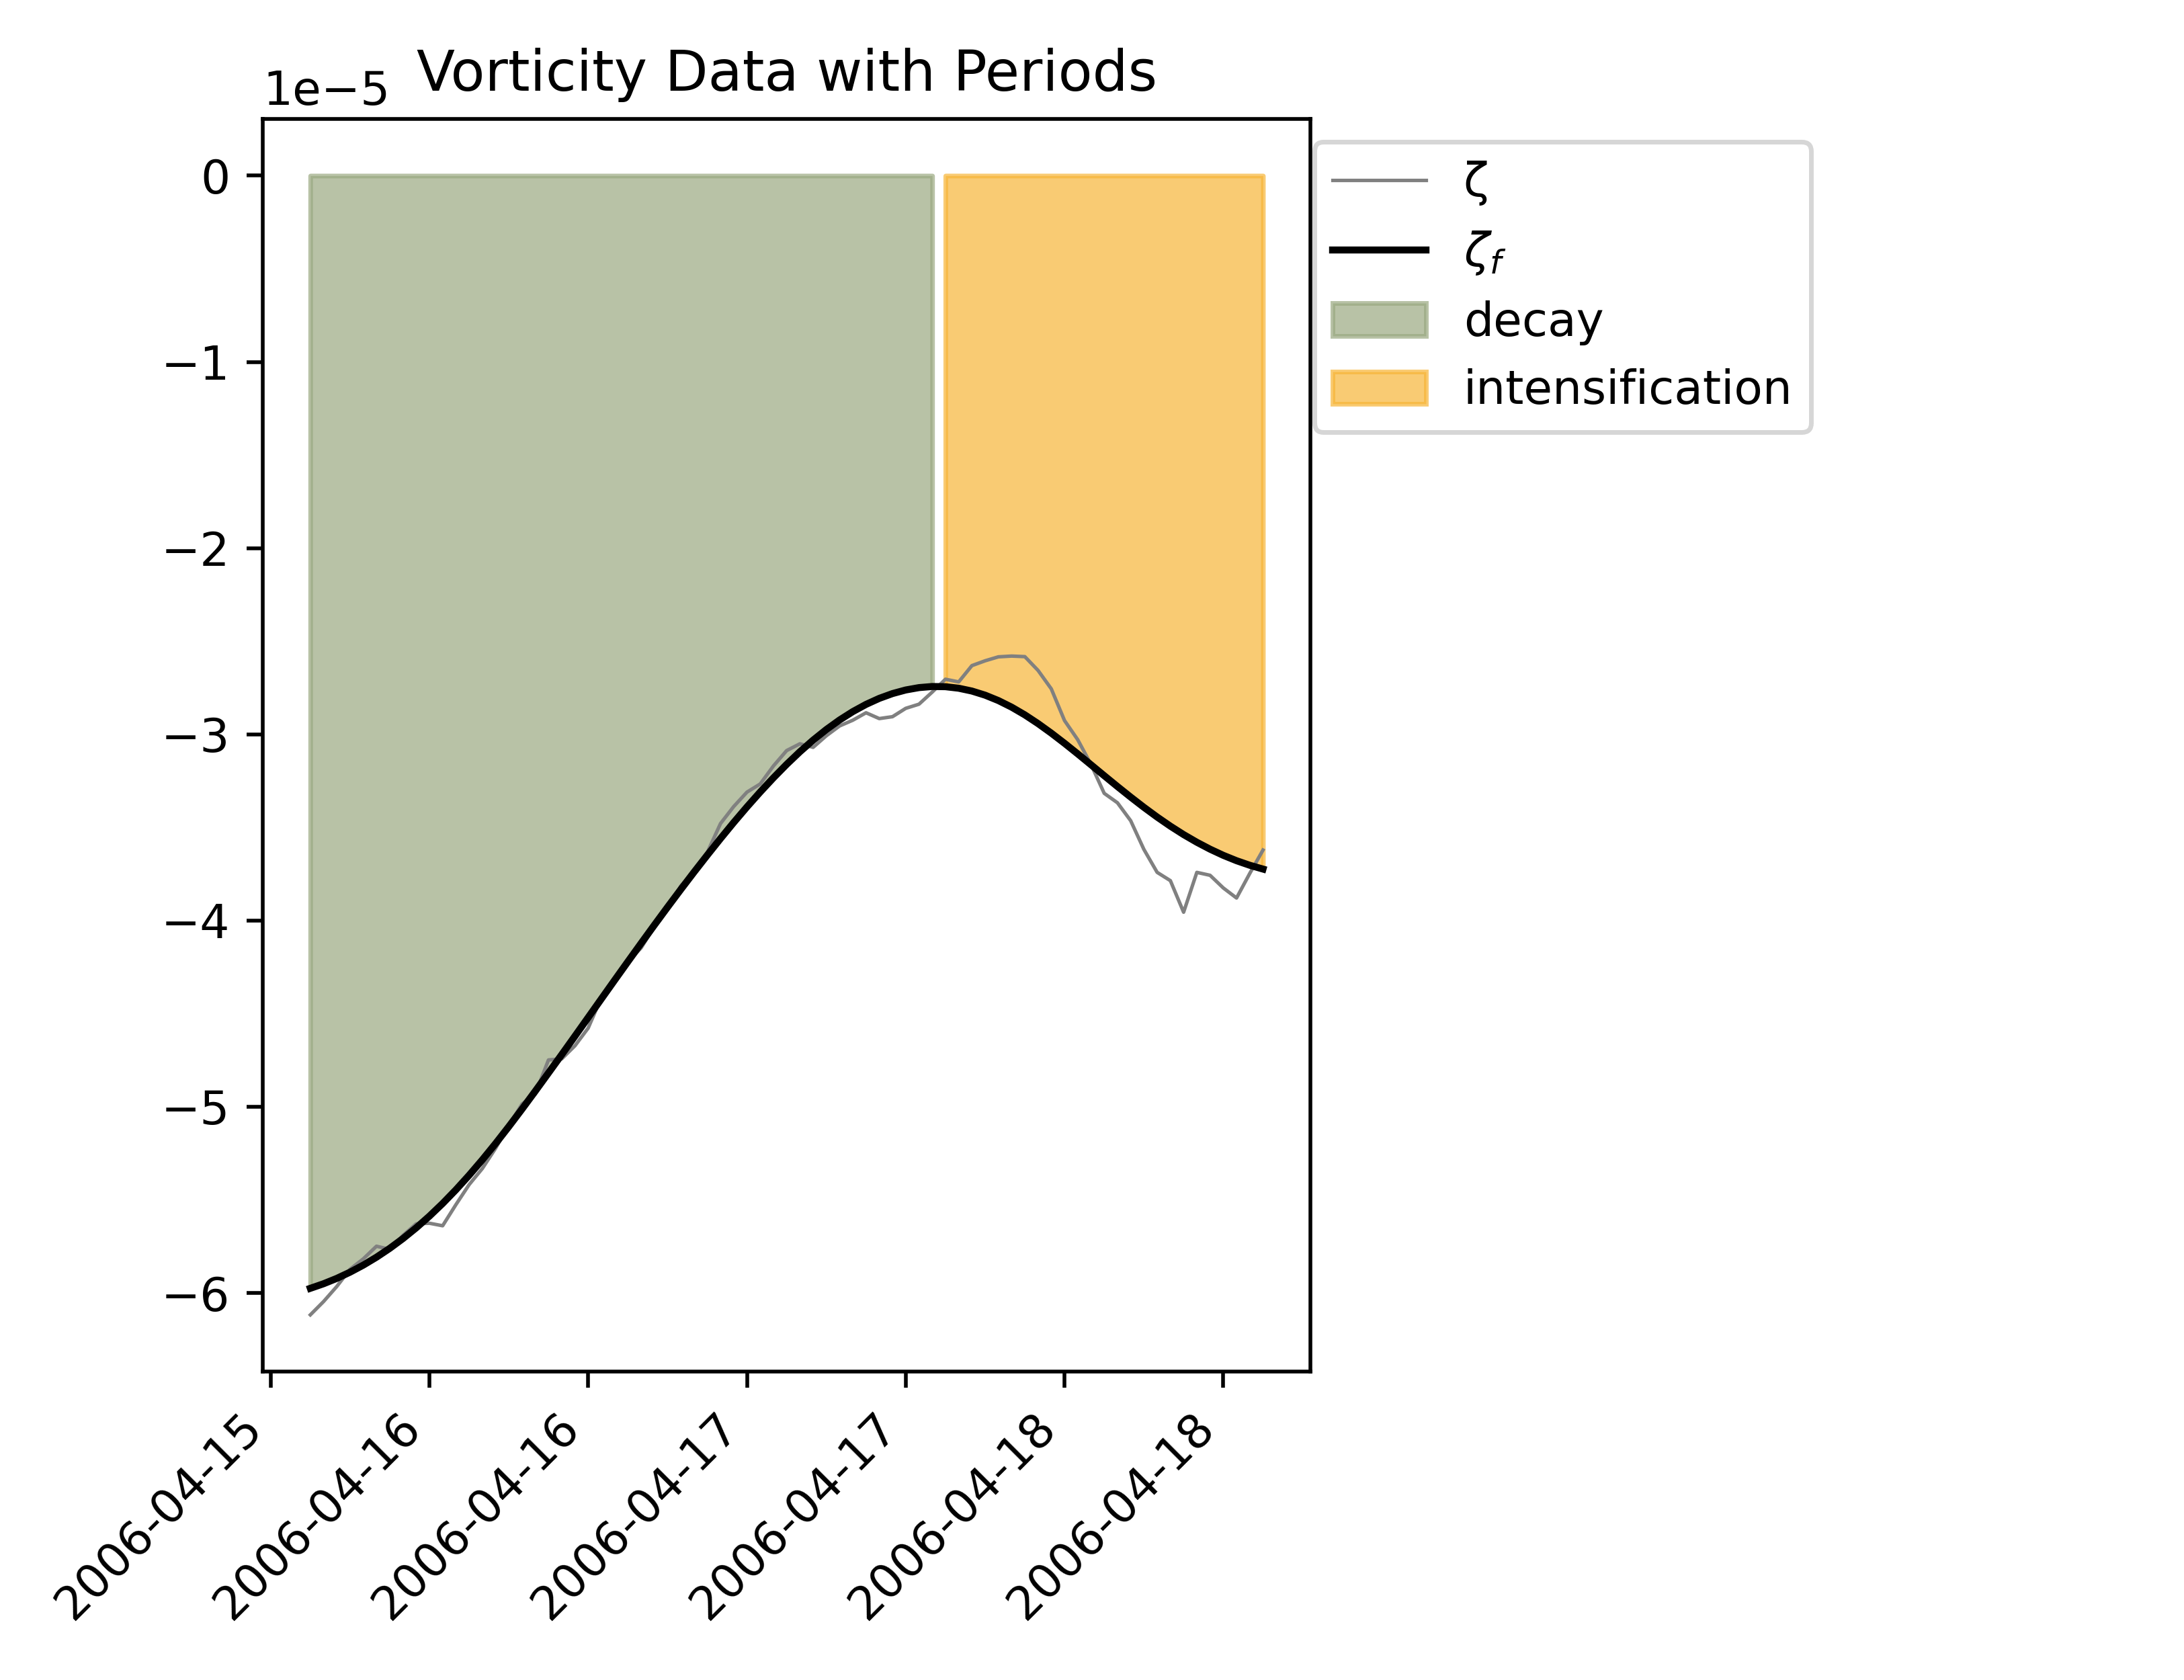 Vorticity Data with Periods
1e−5
0
−1
−2
−3
−4
−5
−6
2006-04-15
2006-04-16
2006-04-16
2006-04-17
2006-04-17
2006-04-18
2006-04-18
ζ
ζf
decay
intensification